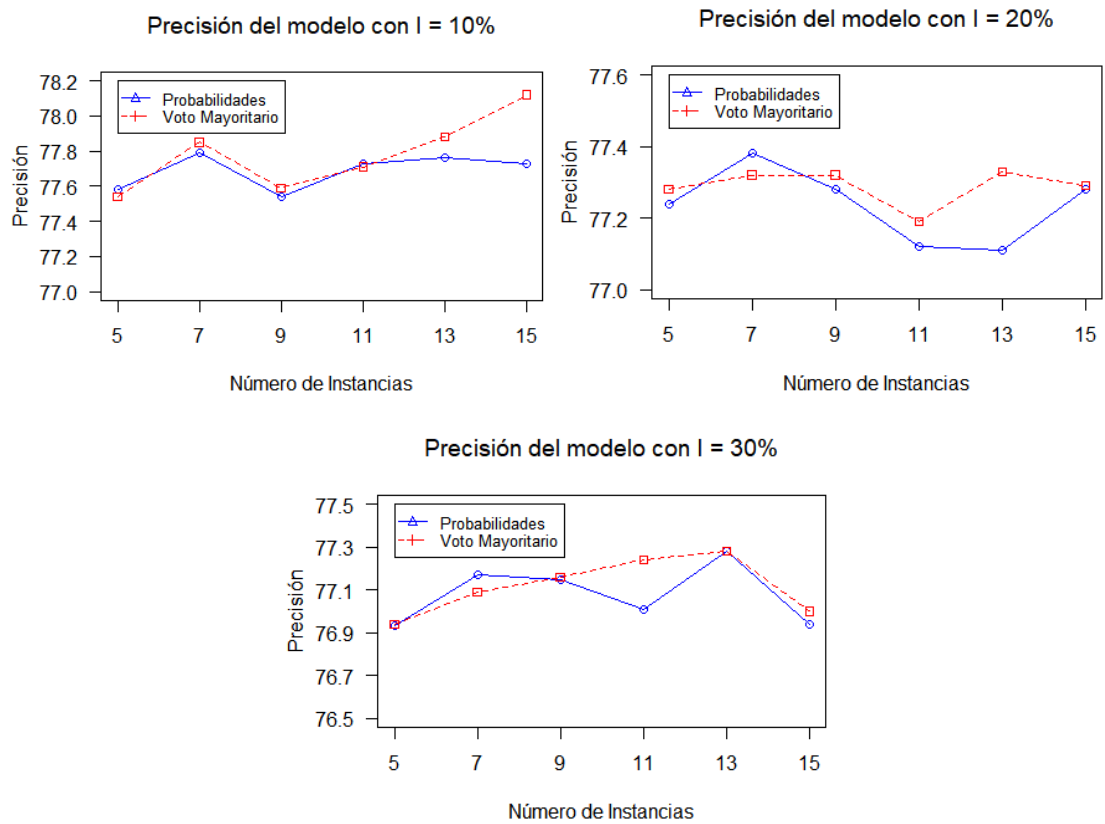 Precisión del modelo con I = 10%
78.2
78.0
77.8
77.6
77.4
77.2
77.0
Precisión
Probabilidades
Voto Mayoritario
5 7 9 11 13 15
Número de Instancias
Precisión del modelo con I = 20%
77.6
77.4
77.2
77.0
Precisión
Probabilidades
Voto Mayoritario
5 7 9 11 13 15
Número de Instancias
Precisión del modelo con I = 30%
77.5
77.3
77.1
76.9
76.7
76.5
Precisión
Probabilidades
Voto Mayoritario
5 7 9 11 13 15
Número de Instancias